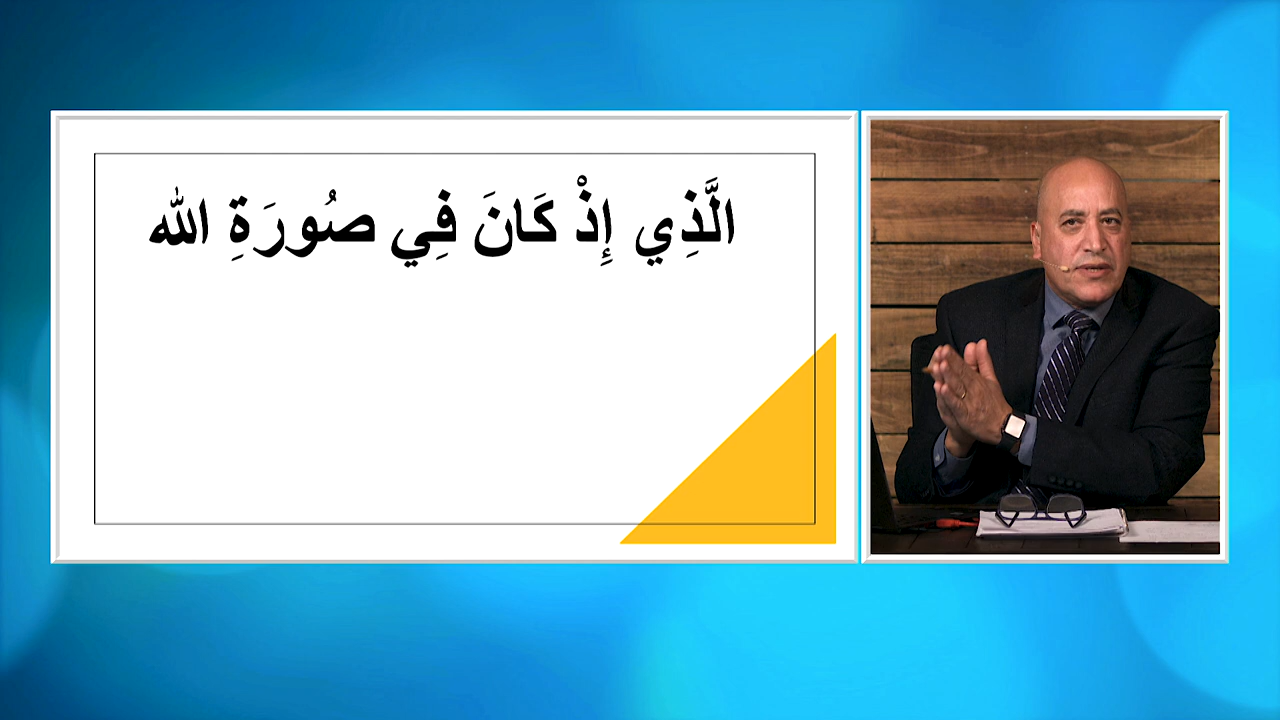 الَّذِي إِذْ كَانَ فِي صُورَةِ الله